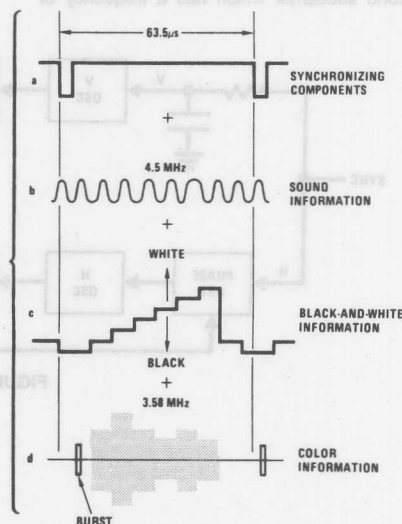 63.5μs
a
SYNCHRONIZING
COMPONENTS
+
4.5 MHz
b
SOUND
INFORMATION
+
WHITE
c
BLACK-AND-WHITE
INFORMATION
BLACK
+
3.58 MHz
d
COLOR
INFORMATION
BURST